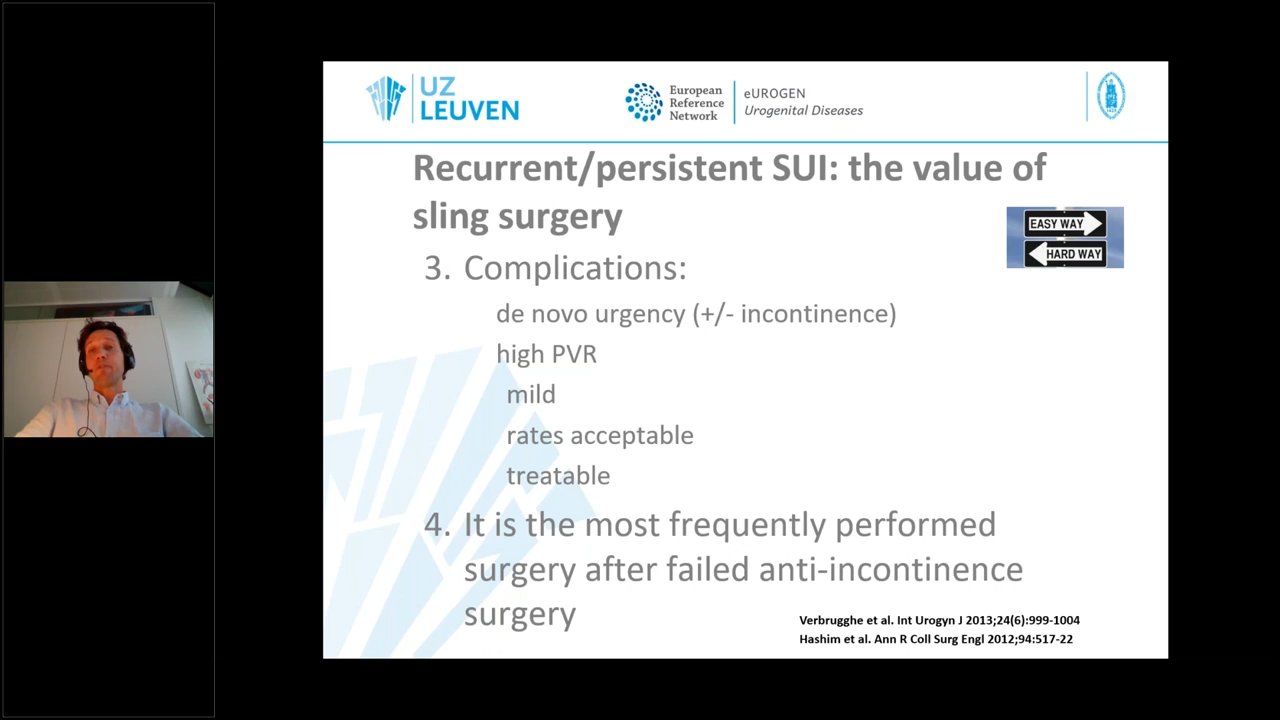 UZ
LEUVEN
European
Reference
Network
eUROGEN
Urogenital Diseases
Recurrent/persistent SUI: the value of
sling surgery
EASY WAY
HARD WAY
3. Complications:
de novo urgency (+/- incontinence)
high PVR
mild
rates acceptable
treatable
4. It is the most frequently performed
surgery after failed anti-incontinence
surgery
Verbrugghe et al. Int Urogyn J 2013;24(6):999-1004
Hashim et al. Ann R Coll Surg Engl 2012;94:517-22